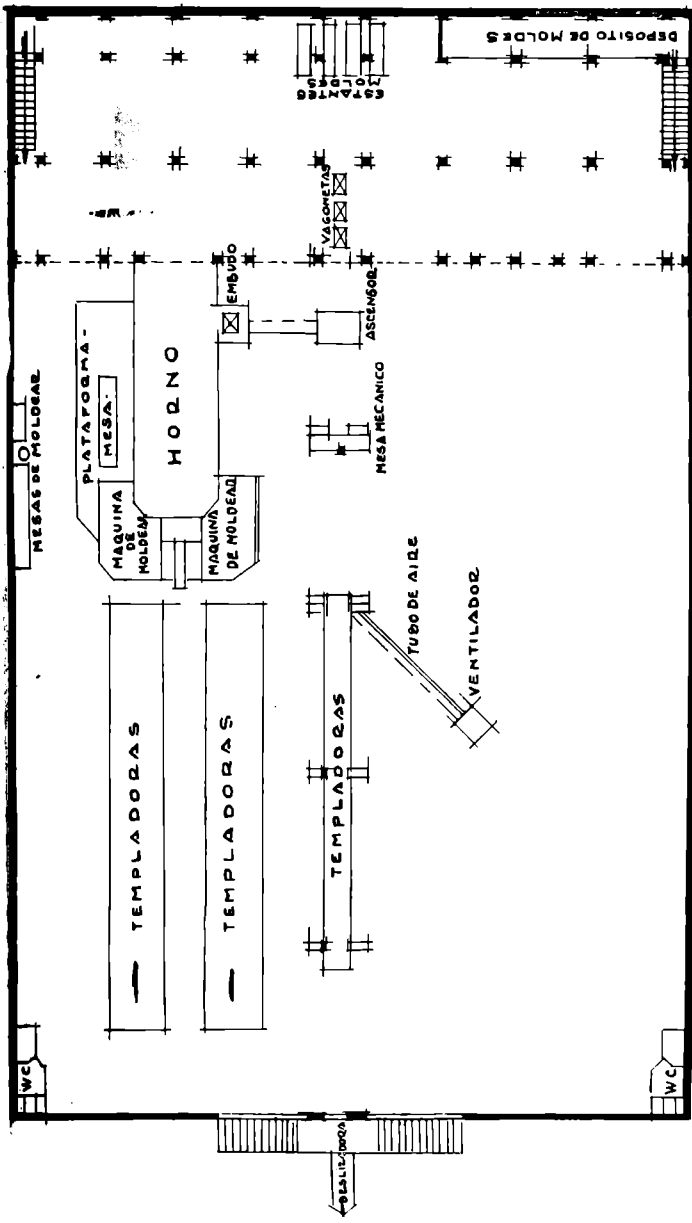 DEPOSITO DE MOLDES
ESTANTES
MOLDES
VAGONETAS
EMBUDO
ASCENSOR
PLATAFORMA-
MESA-
HORNO
MESAS DE MOLDEAR
MESA MECANICO
MAQUINA
DE
MOLDEAR
MAQUINA
DE MOLDEAR
TUBO DE AIRE
VENTILADOR
TEMPLADORAS
TEMPLADORAS
TEMPLADORAS
WC
WC
DESLIZADORA